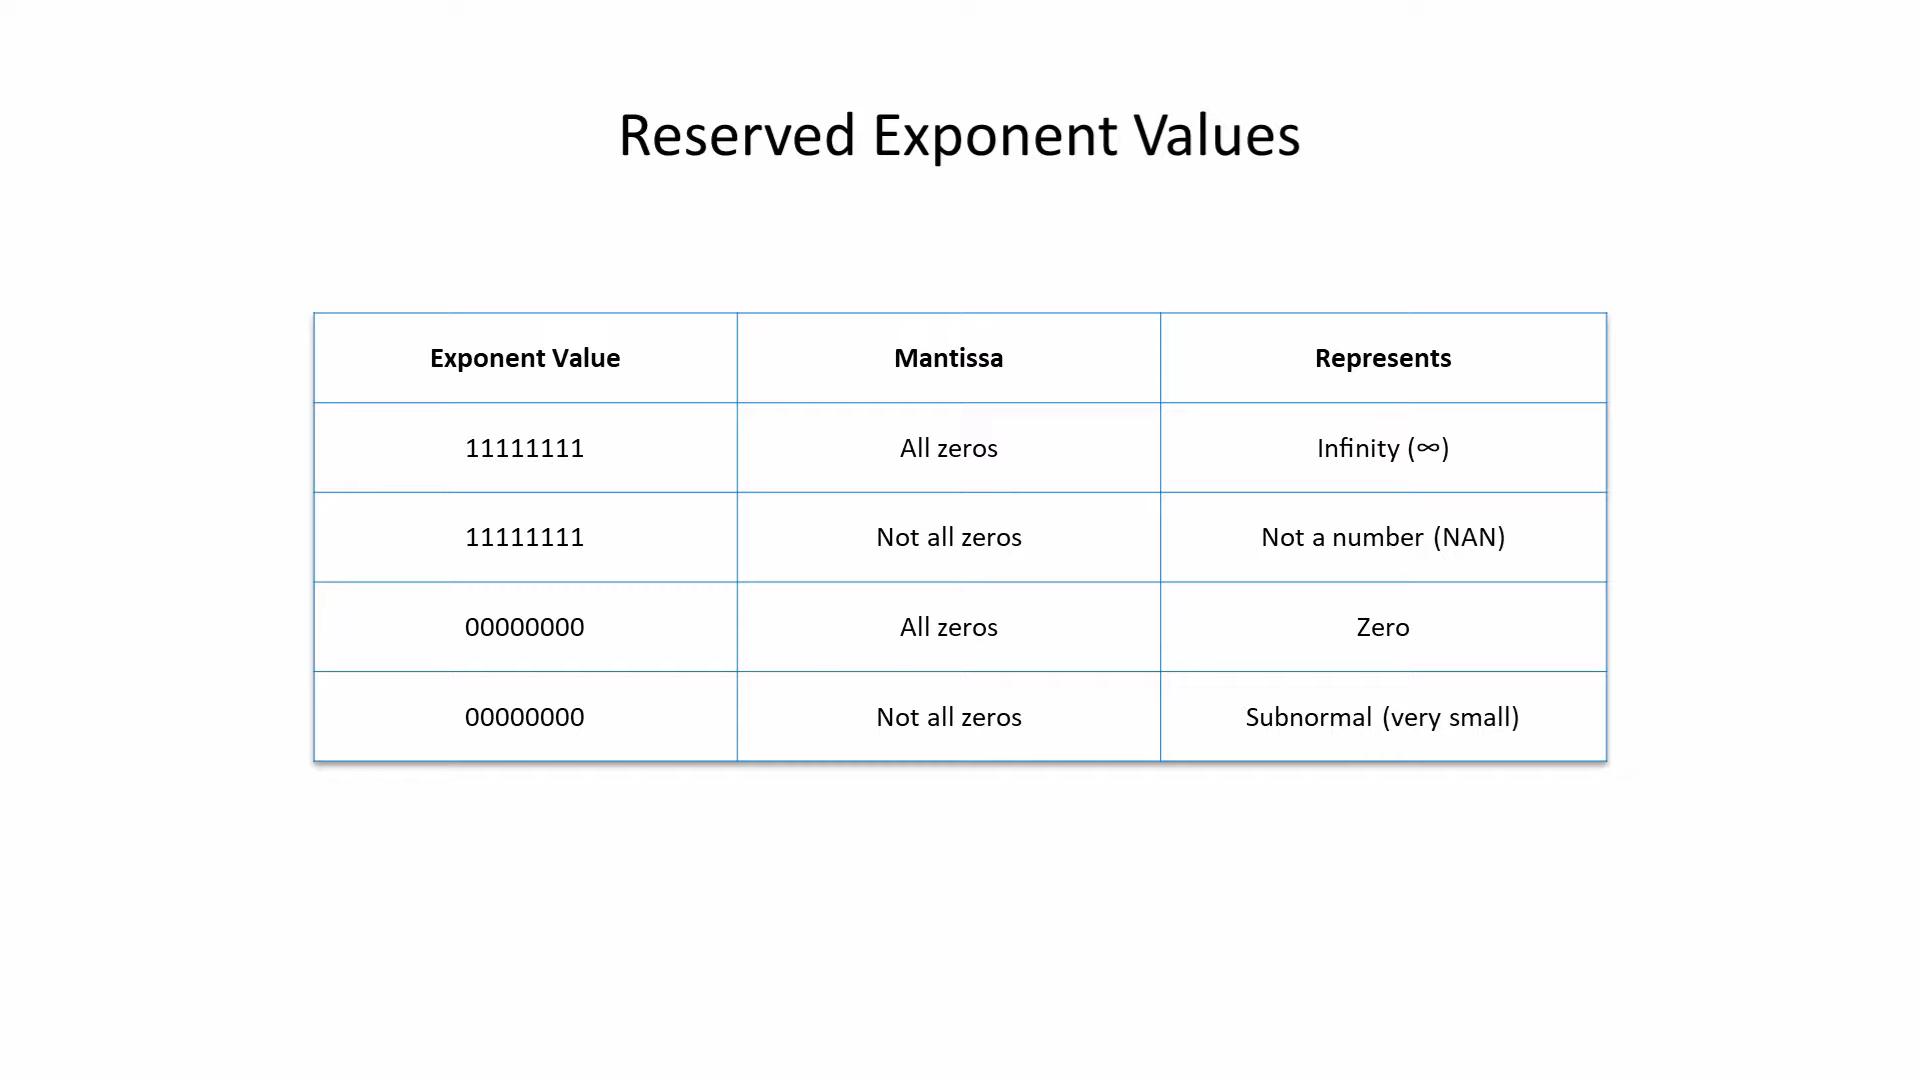 Reserved Exponent Values
Exponent Value Mantissa Represents
11111111 All zeros Infinity (∞)
11111111 Not all zeros Not a number (NAN)
00000000 All zeros Zero
00000000 Not all zeros Subnormal (very small)